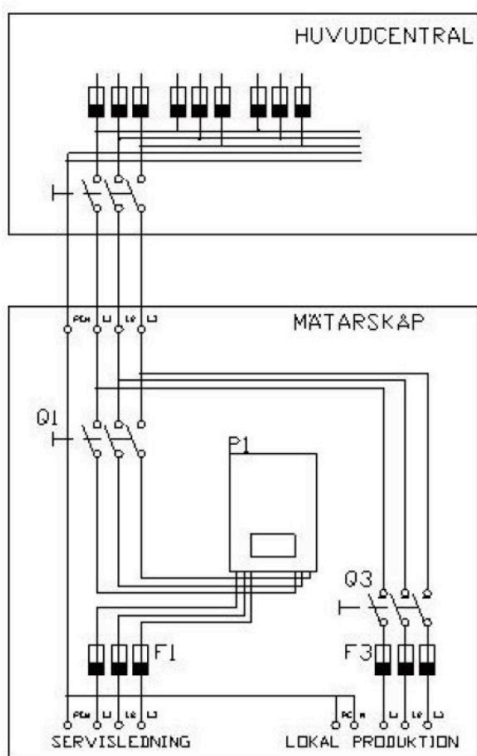 HUVUDCENTRAL
PEN L1 L2 L3
MÄTARSKÅP
Q1
P1
Q3
F1
F3
PEN L1 L2 L3
PE N L1 L2 L3
SERVISLEDNING
LOKAL PRODUKTION